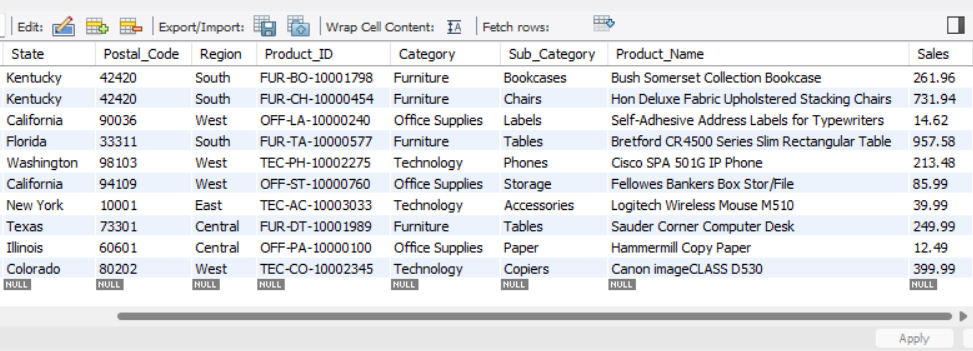 Edit: Export/Import: Wrap Cell Content: IA Fetch rows:
State Postal_Code Region Product_ID Category Sub_Category Product_Name Sales
Kentucky 42420 South FUR-BO-10001798 Furniture Bookcases Bush Somerset Collection Bookcase 261.96
Kentucky 42420 South FUR-CH-10000454 Furniture Chairs Hon Deluxe Fabric Upholstered Stacking Chairs 731.94
California 90036 West OFF-LA-10000240 Office Supplies Labels Self-Adhesive Address Labels for Typewriters 14.62
Florida 33311 South FUR-TA-10000577 Furniture Tables Bretford CR4500 Series Slim Rectangular Table 957.58
Washington 98103 West TEC-PH-10002275 Technology Phones Cisco SPA 501G IP Phone 213.48
California 94109 West OFF-ST-10000760 Office Supplies Storage Fellowes Bankers Box Stor/File 85.99
New York 10001 East TEC-AC-10003033 Technology Accessories Logitech Wireless Mouse M510 39.99
Texas 73301 Central FUR-DT-10001989 Furniture Tables Sauder Corner Computer Desk 249.99
Illinois 60601 Central OFF-PA-10000100 Office Supplies Paper Hammermill Copy Paper 12.49
Colorado 80202 West TEC-CO-10002345 Technology Copiers Canon imageCLASS D530 399.99
NULL NULL NULL NULL NULL NULL NULL NULL
Apply